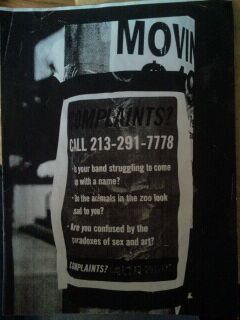 MOVIN
COMPLAINTS?
CALL 213-291-7778
• Is your band struggling to come
up with a name?
• Do the animals in the zoo look
sad to you?
• Are you confused by the
paradoxes of sex and art?
COMPLAINTS?